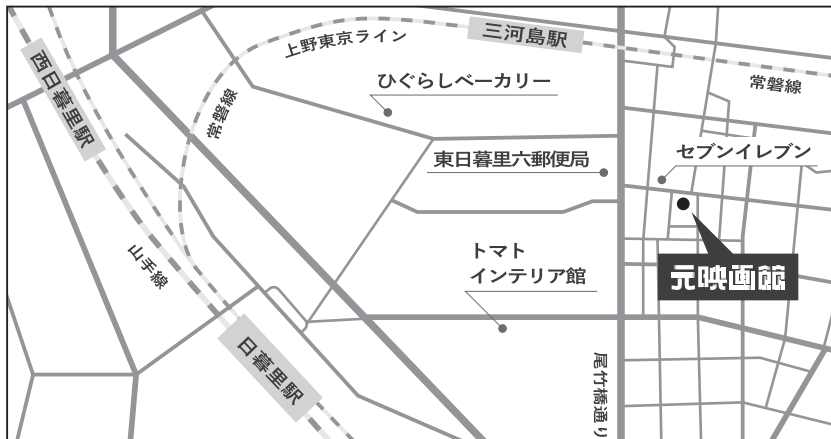 上野東京ライン
三河島駅
西日暮里駅
常磐線
ひぐらしベーカリー
常磐線
東日暮里六郵便局
セブンイレブン
山手線
トマト
インテリア館
元映画館
日暮里駅
尾竹橋通り